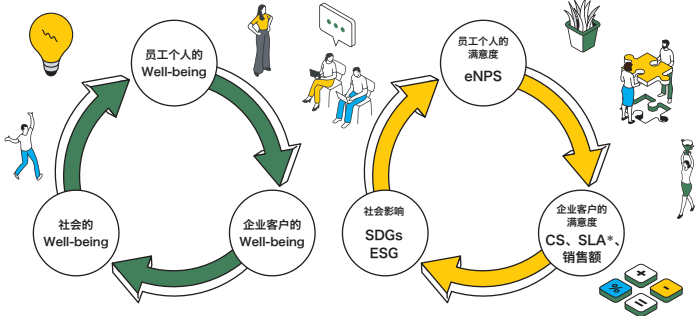 员工个人的
Well-being
企业客户的
Well-being
社会的
Well-being
员工个人的
满意度
eNPS
企业客户的
满意度
CS、SLA*、
销售额
社会影响
SDGs
ESG
+
%
-
=